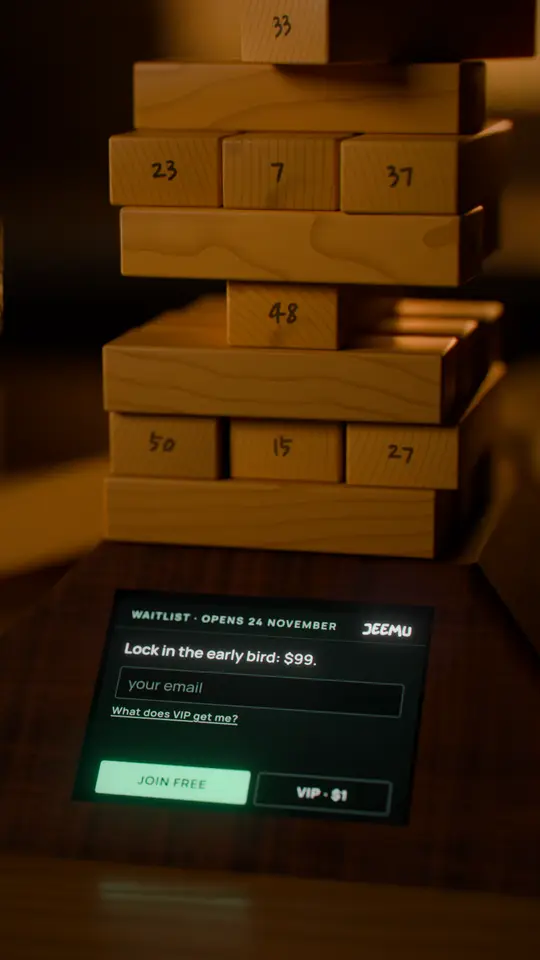 33
23 7 37
48
50 15 27
WAITLIST · OPENS 24 NOVEMBER JEEMU
Lock in the early bird: $99.
your email
What does VIP get me?
JOIN FREE VIP · $1